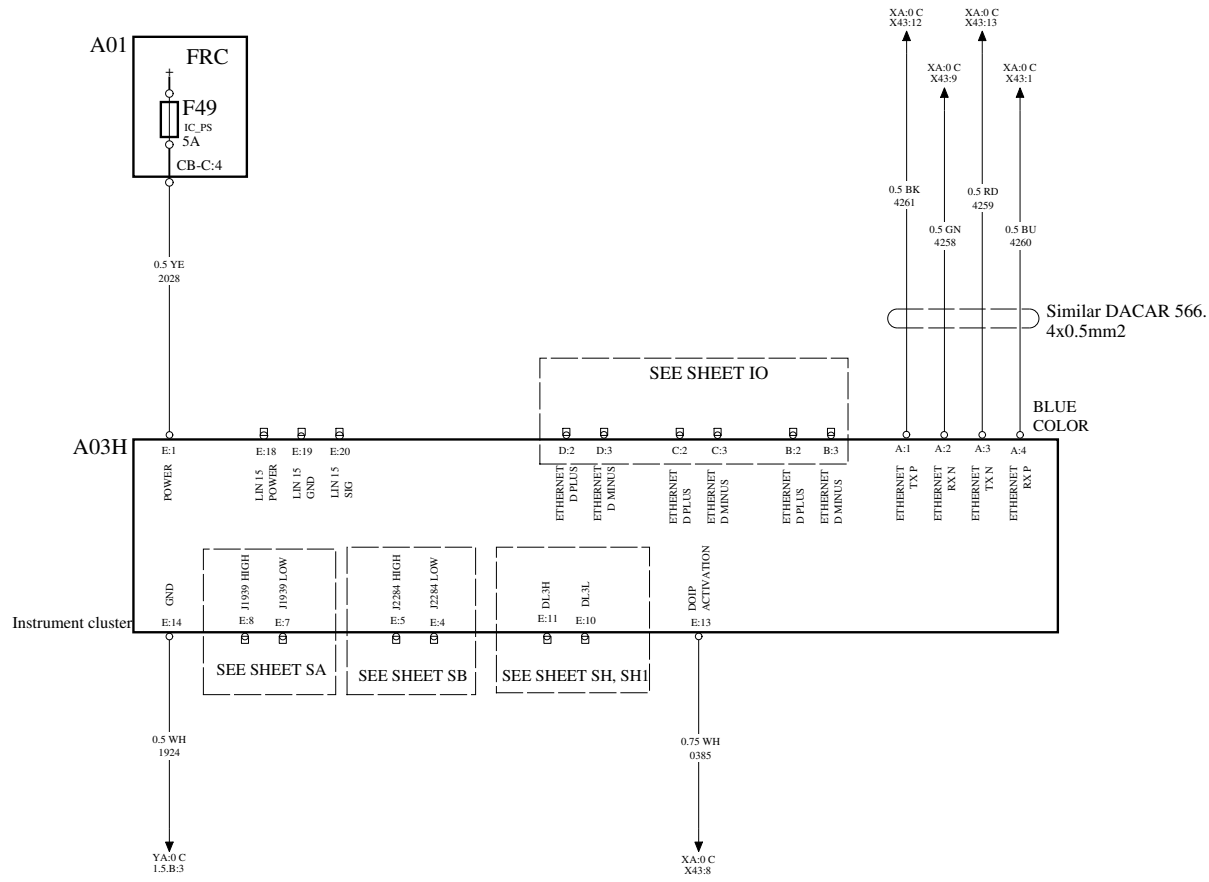 XA:0 C
X43:12
XA:0 C
X43:13
XA:0 C
X43:9
XA:0 C
X43:1
A01
FRC
F49
IC_PS
5A
CB-C:4
0.5 YE
2028
0.5 BK
4261
0.5 GN
4258
0.5 RD
4259
0.5 BU
4260
Similar DACAR 566.
4x0.5mm2
SEE SHEET IO
BLUE
COLOR
A03H
E:1
POWER
E:18
LIN 15
POWER
E:19
LIN 15
GND
E:20
LIN 15
SIG
D:2
ETHERNET
D PLUS
D:3
ETHERNET
D MINUS
C:2
ETHERNET
D PLUS
C:3
ETHERNET
D MINUS
B:2
ETHERNET
D PLUS
B:3
ETHERNET
D MINUS
A:1
ETHERNET
TX P
A:2
ETHERNET
RX N
A:3
ETHERNET
TX N
A:4
ETHERNET
RX P
Instrument cluster
GND
E:14
J1939 HIGH
E:8
J1939 LOW
E:7
J2284 HIGH
E:5
J2284 LOW
E:4
DL3H
E:11
DL3L
E:10
DOIP
ACTIVATION
E:13
SEE SHEET SA
SEE SHEET SB
SEE SHEET SH, SH1
0.5 WH
1924
0.75 WH
0385
YA:0 C
1.5.B:3
XA:0 C
X43:8